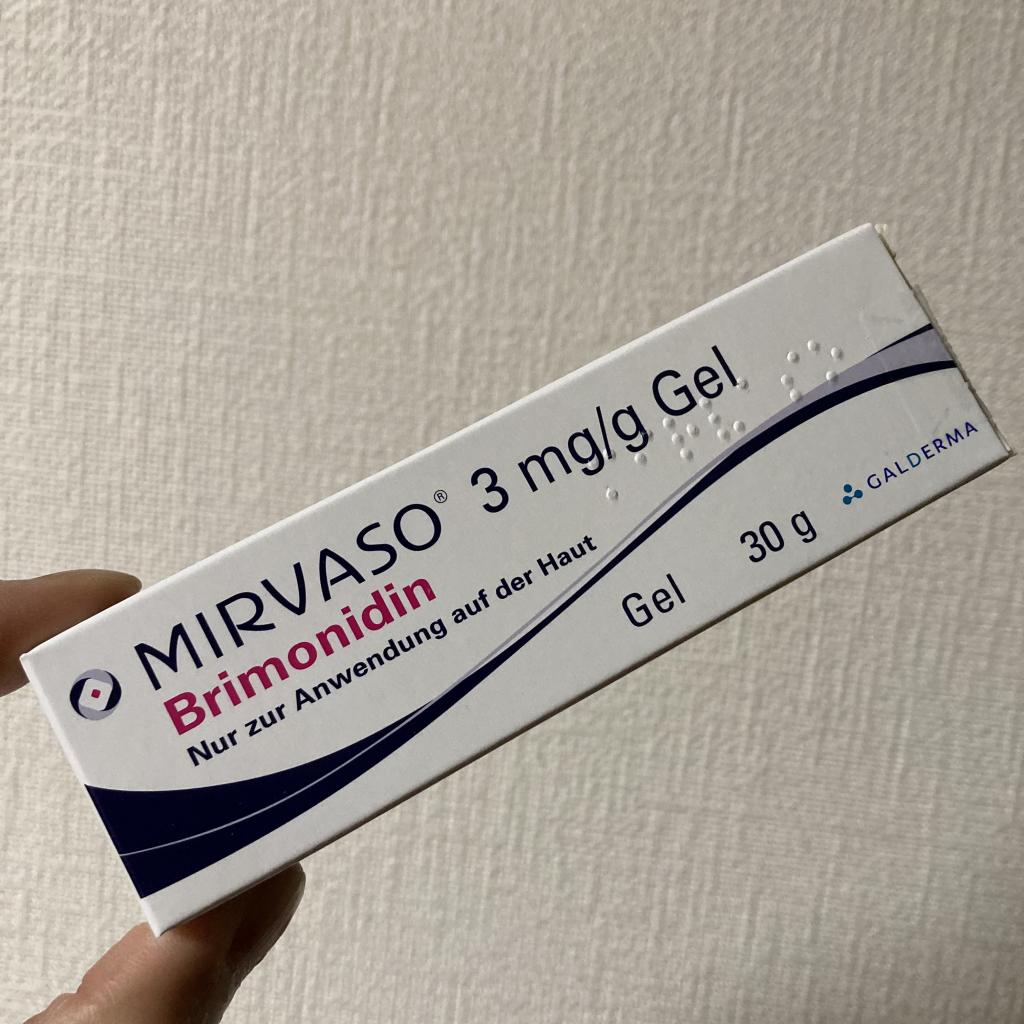 MIRVASO® 3 mg/g Gel
Brimonidin
Nur zur Anwendung auf der Haut
Gel 30 g
GALDERMA